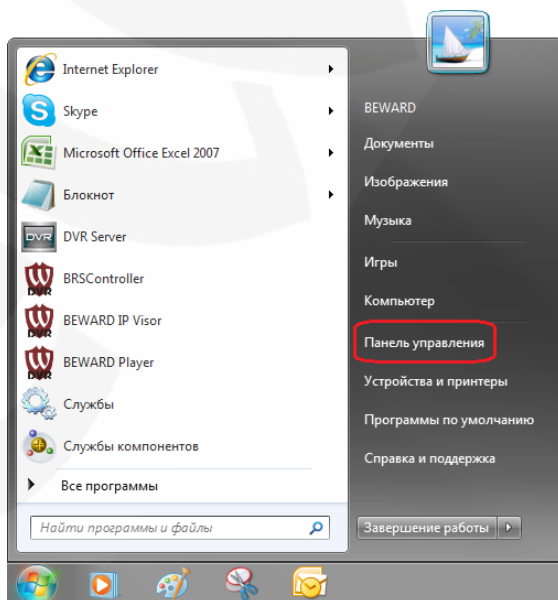 Internet Explorer
Skype
Microsoft Office Excel 2007
Блокнот
DVR Server
BRSController
BEWARD IP Visor
BEWARD Player
Службы
Службы компонентов
Все программы
Найти программы и файлы
BEWARD
Документы
Изображения
Музыка
Игры
Компьютер
Панель управления
Устройства и принтеры
Программы по умолчанию
Справка и поддержка
Завершение работы